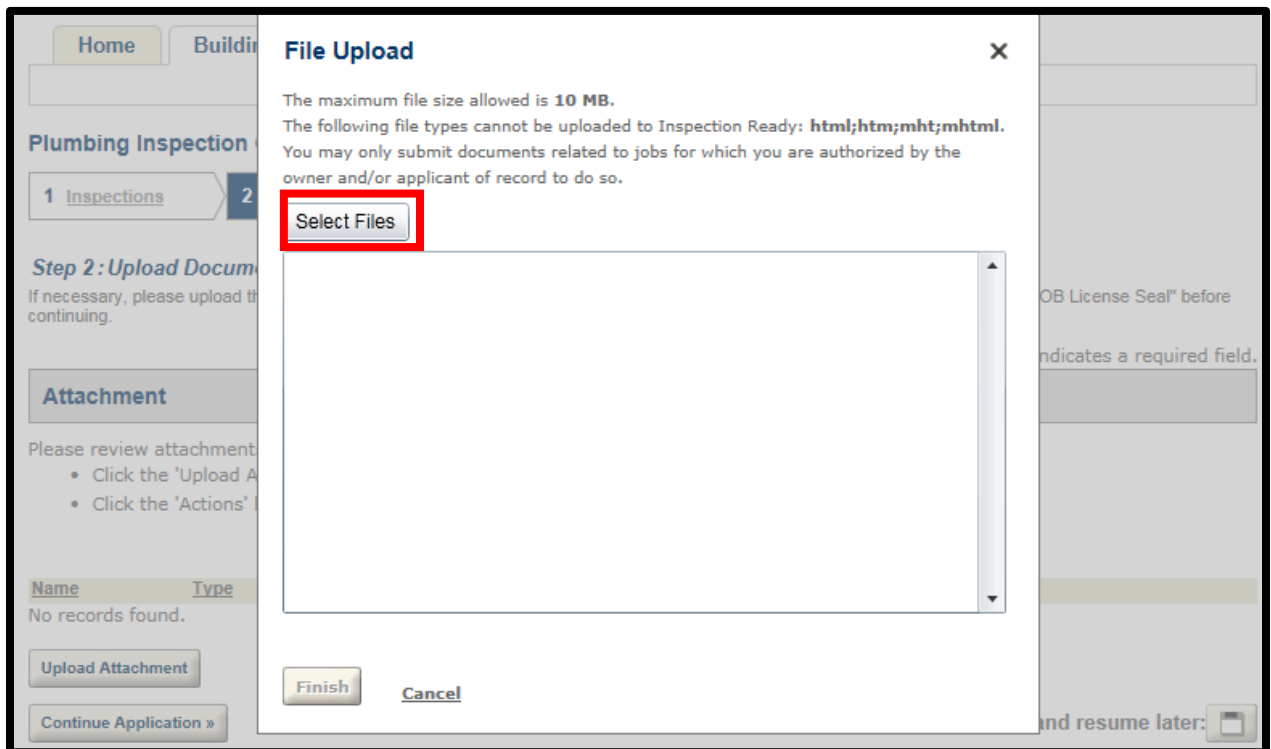 Home
Buildin
File Upload
The maximum file size allowed is 10 MB.
The following file types cannot be uploaded to Inspection Ready: html;htm;mht;mhtml.
You may only submit documents related to jobs for which you are authorized by the
owner and/or applicant of record to do so.
Select Files
Finish
Cancel
Plumbing Inspection
1 Inspections
2
Step 2: Upload Docum
If necessary, please upload th
OB License Seal" before
continuing.
ndicates a required field.
Attachment
Please review attachment
• Click the 'Upload A
• Click the 'Actions'
Name Type
No records found.
Upload Attachment
Continue Application »
and resume later: